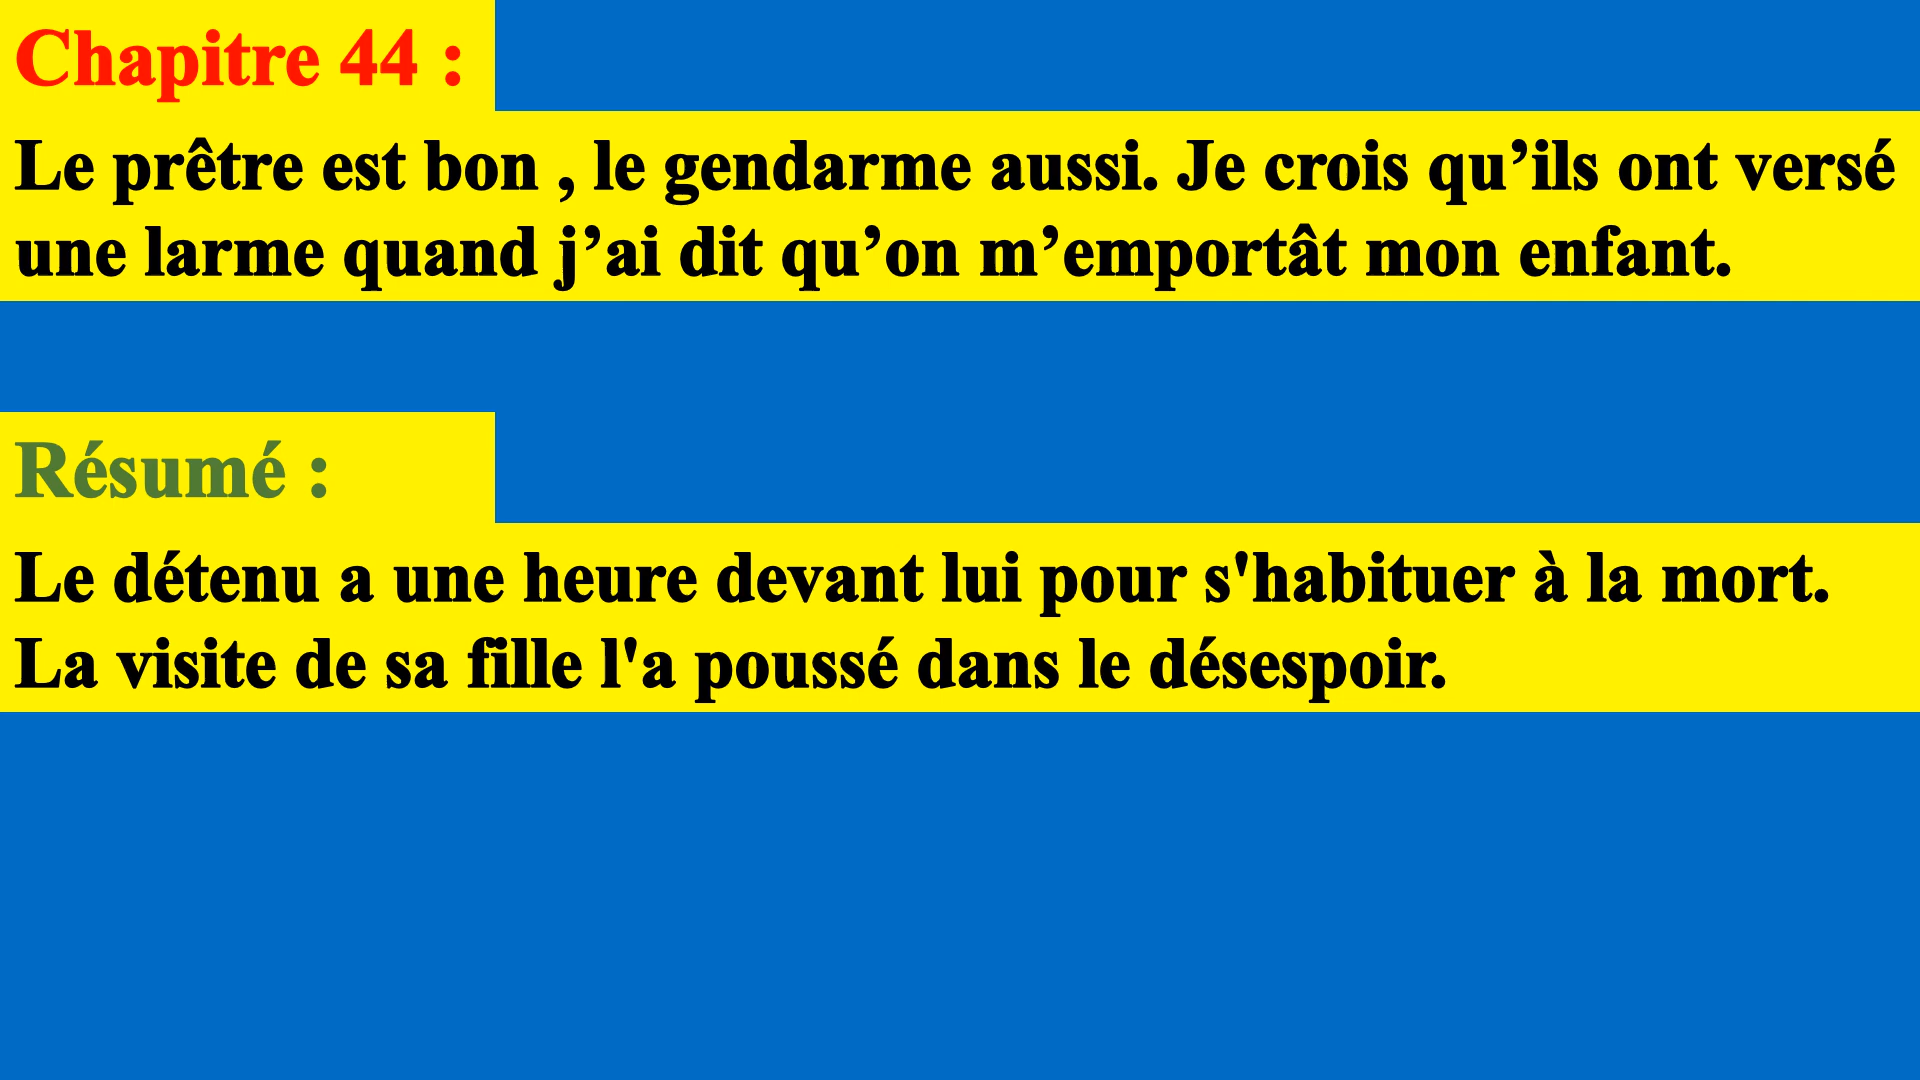 Chapitre 44 :
Le prêtre est bon , le gendarme aussi. Je crois qu’ils ont versé
une larme quand j’ai dit qu’on m’emportât mon enfant.
Résumé :
Le détenu a une heure devant lui pour s'habituer à la mort.
La visite de sa fille l'a poussé dans le désespoir.